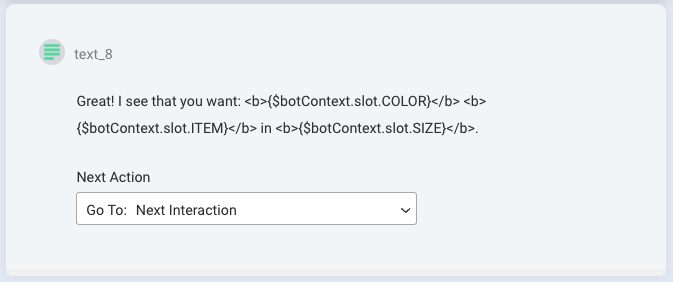 text_8
Great! I see that you want: <b>{$botContext.slot.COLOR}</b> <b>
{$botContext.slot.ITEM}</b> in <b>{$botContext.slot.SIZE}</b>.
Next Action
Go To: Next Interaction